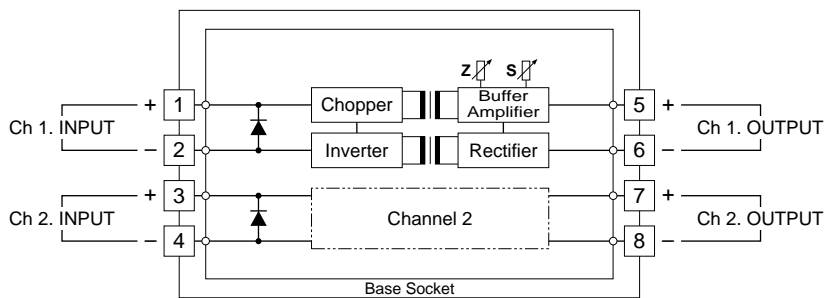 Z S
+ 1 Chopper Buffer Amplifier 5 +
Ch 1. INPUT Ch 1. OUTPUT
– 2 Inverter Rectifier 6 –
+ 3 7 +
Ch 2. INPUT Channel 2 Ch 2. OUTPUT
– 4 8 –
Base Socket